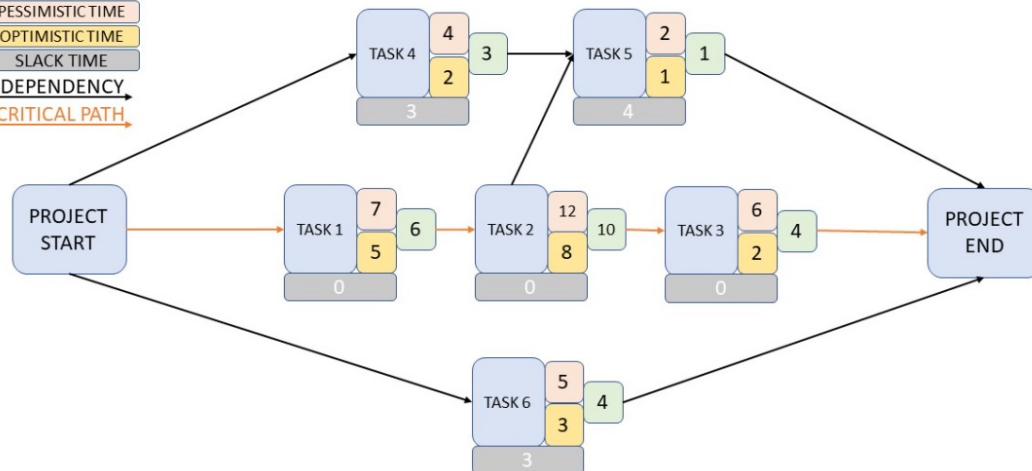 PESSIMISTIC TIME
OPTIMISTIC TIME
SLACK TIME
DEPENDENCY
CRITICAL PATH
TASK 4
4
2
3
3
TASK 5
2
1
1
4
PROJECT
START
TASK 1
7
5
6
0
TASK 2
12
8
10
0
TASK 3
6
2
4
0
PROJECT
END
TASK 6
5
3
4
3